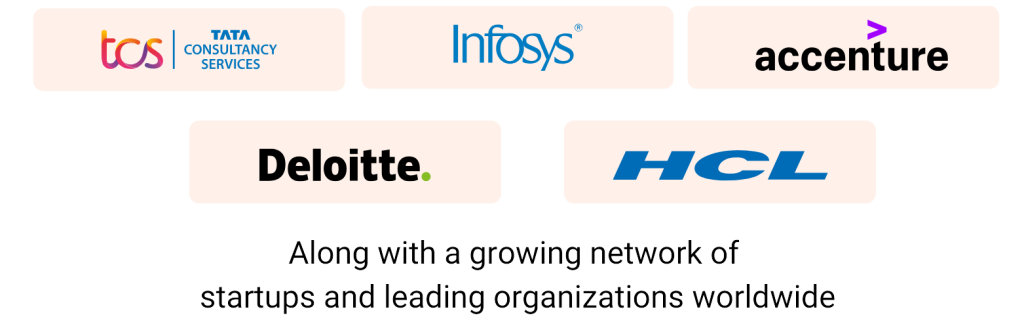 tcs TATA
CONSULTANCY
SERVICES
Infosys®
accenture
Deloitte.
HCL
Along with a growing network of
startups and leading organizations worldwide